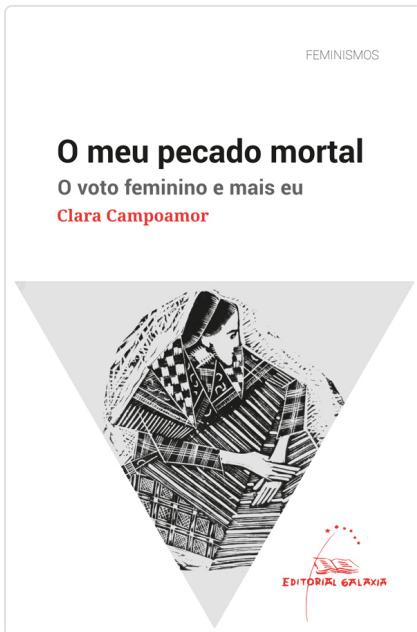 FEMINISMOS
O meu pecado mortal
O voto feminino e mais eu
Clara Campoamor
EDITORIAL GALAXIA